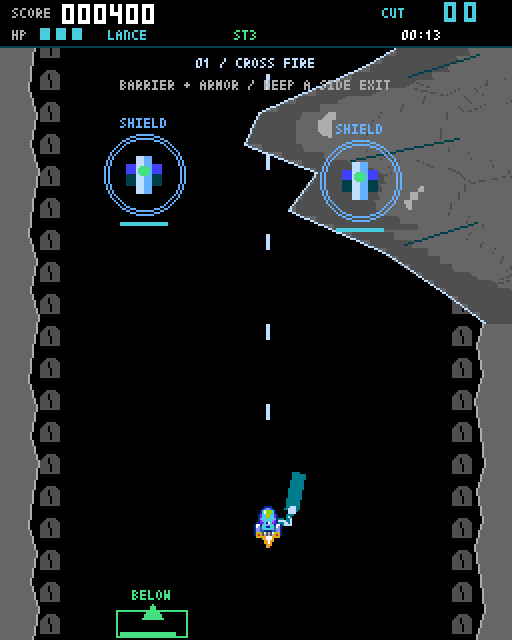 SCORE 000400 CUT 00
HP LANCE ST3 00:13
01 / CROSS FIRE
BARRIER + ARMOR / KEEP A SIDE EXIT
SHIELD
SHIELD
BELOW